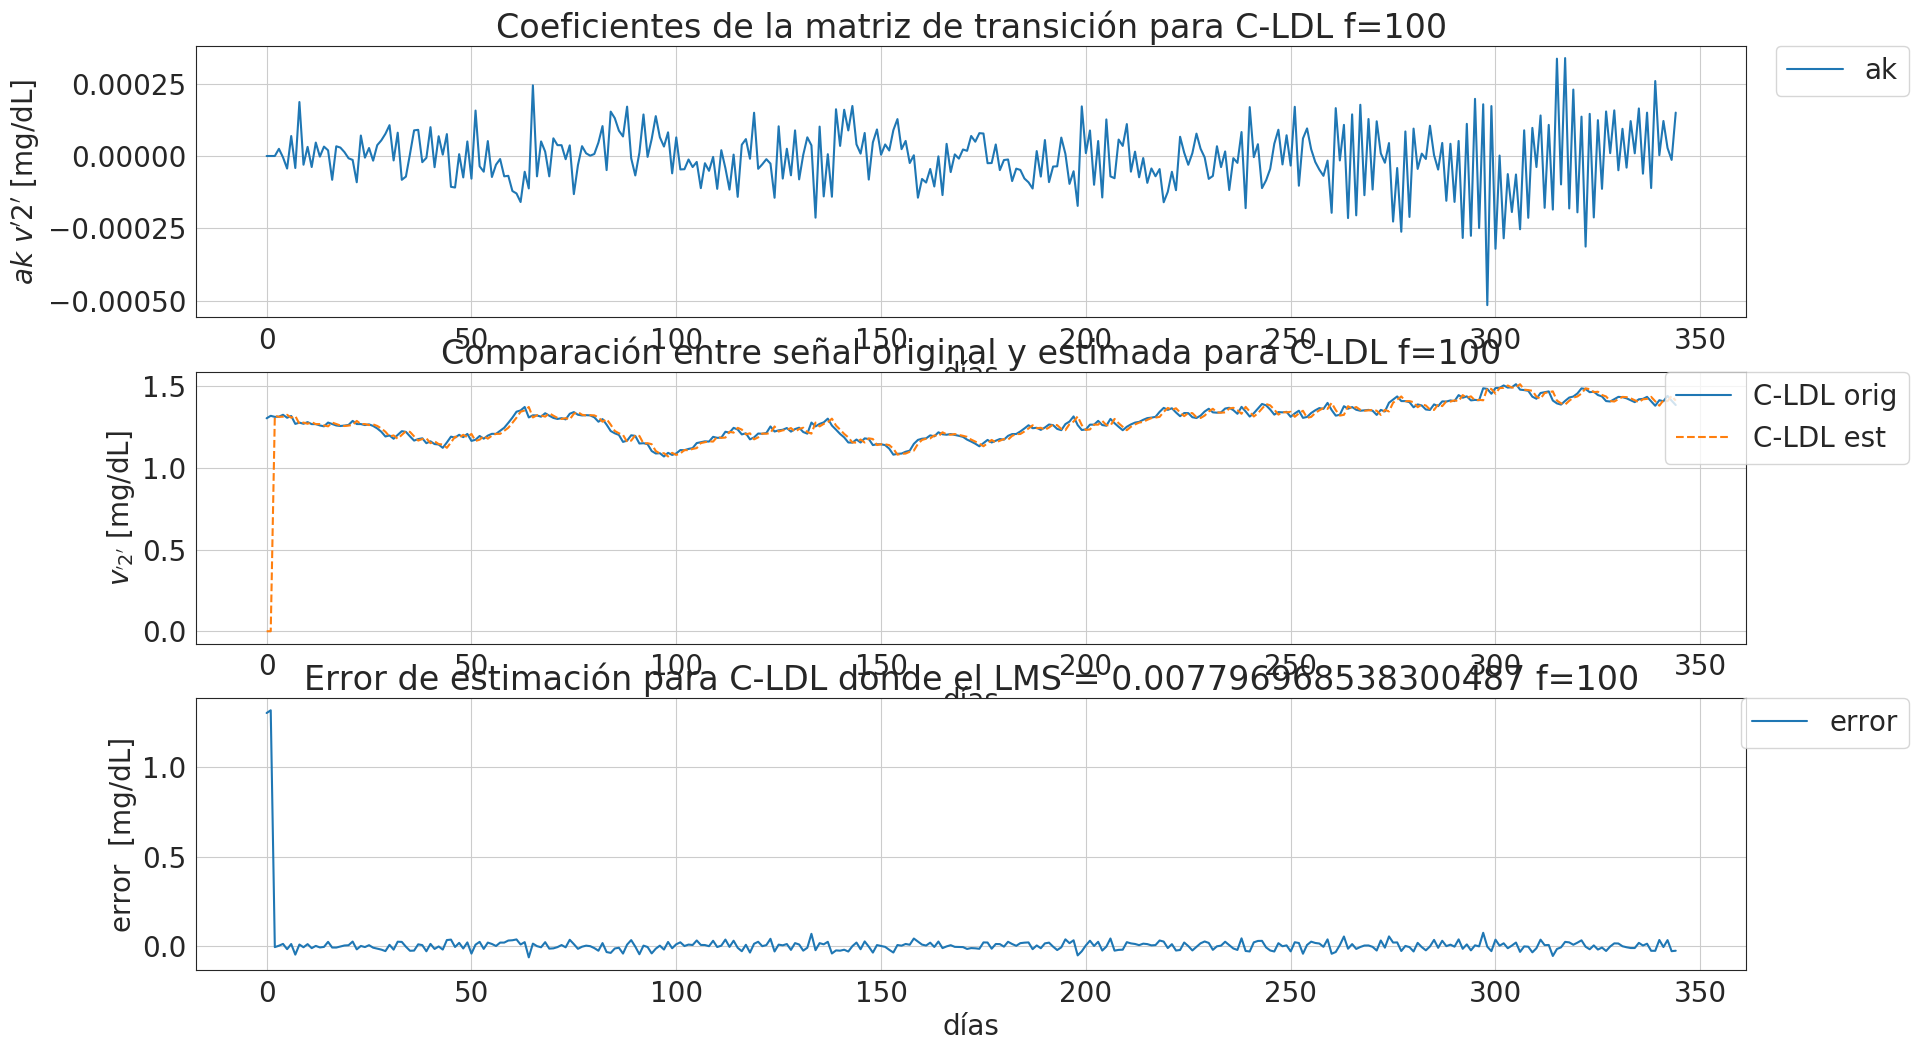 Coeficientes de la matriz de transición para C-LDL f=100
ak v'2' [mg/dL]
0.00025
0.00000
−0.00025
−0.00050
0 50 100 150 200 250 300 350
días
ak
Comparación entre señal original y estimada para C-LDL f=100
v'2' [mg/dL]
1.5
1.0
0.5
0.0
0 50 100 150 200 250 300 350
días
C-LDL orig
C-LDL est
Error de estimación para C-LDL donde el LMS = 0.007796968538300487 f=100
error [mg/dL]
1.0
0.5
0.0
0 50 100 150 200 250 300 350
días
error